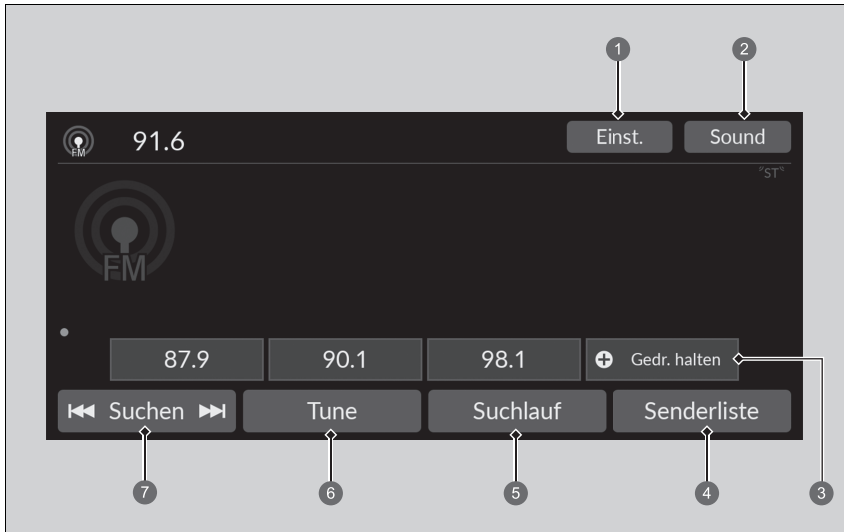 1 2
FM 91.6 Einst. Sound
"ST"
FM
87.9 90.1 98.1 Gedr. halten
Suchen Tune Suchlauf Senderliste
7 6 5 4 3